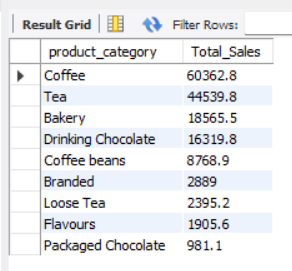 Result Grid Filter Rows:
product_category Total_Sales
Coffee 60362.8
Tea 44539.8
Bakery 18565.5
Drinking Chocolate 16319.8
Coffee beans 8768.9
Branded 2889
Loose Tea 2395.2
Flavours 1905.6
Packaged Chocolate 981.1